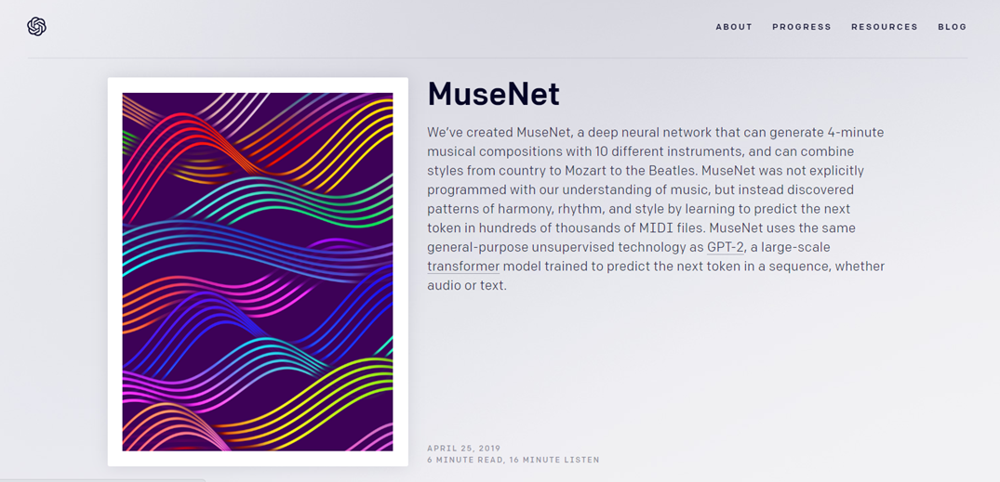 ABOUT PROGRESS RESOURCES BLOG
MuseNet
We’ve created MuseNet, a deep neural network that can generate 4-minute
musical compositions with 10 different instruments, and can combine
styles from country to Mozart to the Beatles. MuseNet was not explicitly
programmed with our understanding of music, but instead discovered
patterns of harmony, rhythm, and style by learning to predict the next
token in hundreds of thousands of MIDI files. MuseNet uses the same
general-purpose unsupervised technology as GPT-2, a large-scale
transformer model trained to predict the next token in a sequence, whether
audio or text.
APRIL 25, 2019
6 MINUTE READ, 16 MINUTE LISTEN